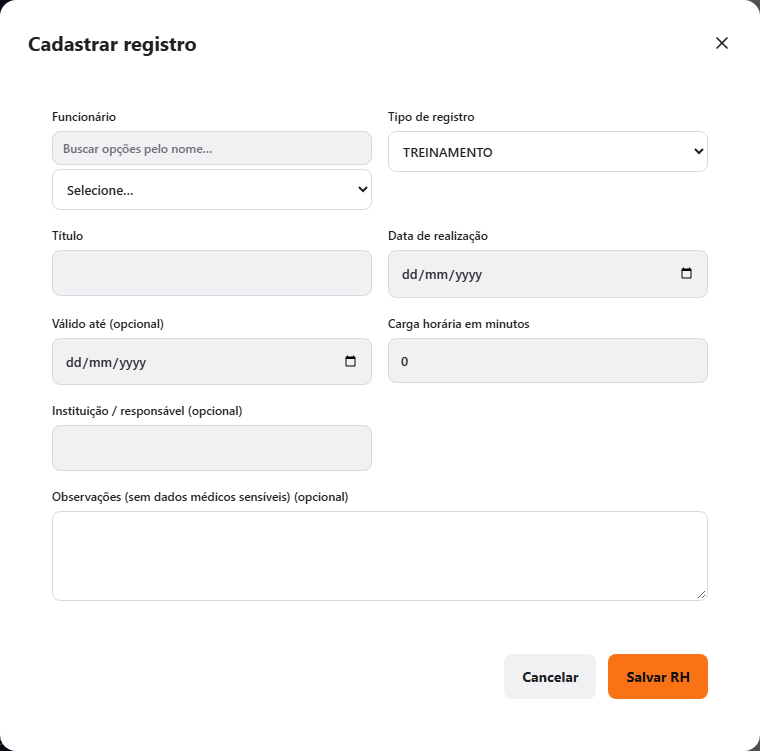 Cadastrar registro
Funcionário
Tipo de registro
Buscar opções pelo nome...
TREINAMENTO
Selecione...
Título
Data de realização
dd/mm/yyyy
Válido até (opcional)
Carga horária em minutos
dd/mm/yyyy
0
Instituição / responsável (opcional)
Observações (sem dados médicos sensíveis) (opcional)
Cancelar
Salvar RH